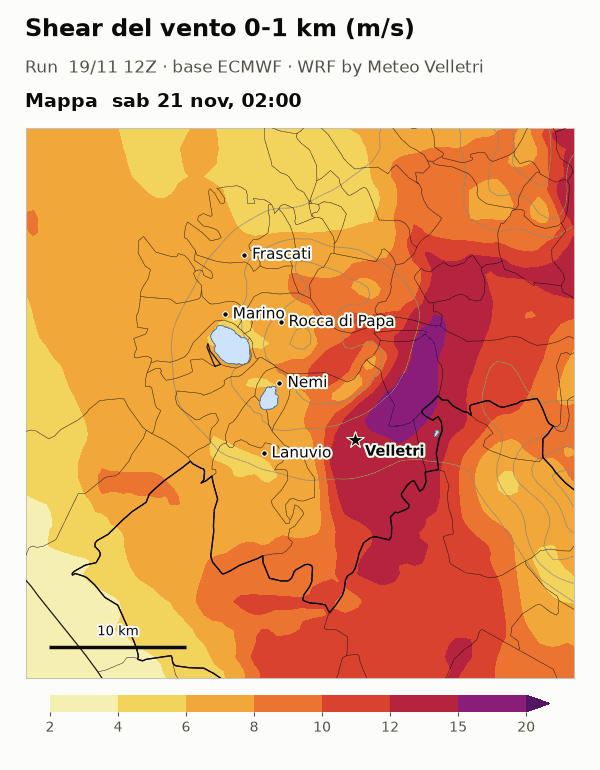 Shear del vento 0-1 km (m/s)
Run  19/11 12Z · base ECMWF · WRF by Meteo Velletri
Mappa  sab 21 nov, 02:00
Frascati
Marino
Rocca di Papa
Nemi
Velletri
Lanuvio
10 km
2 4 6 8 10 12 15 20